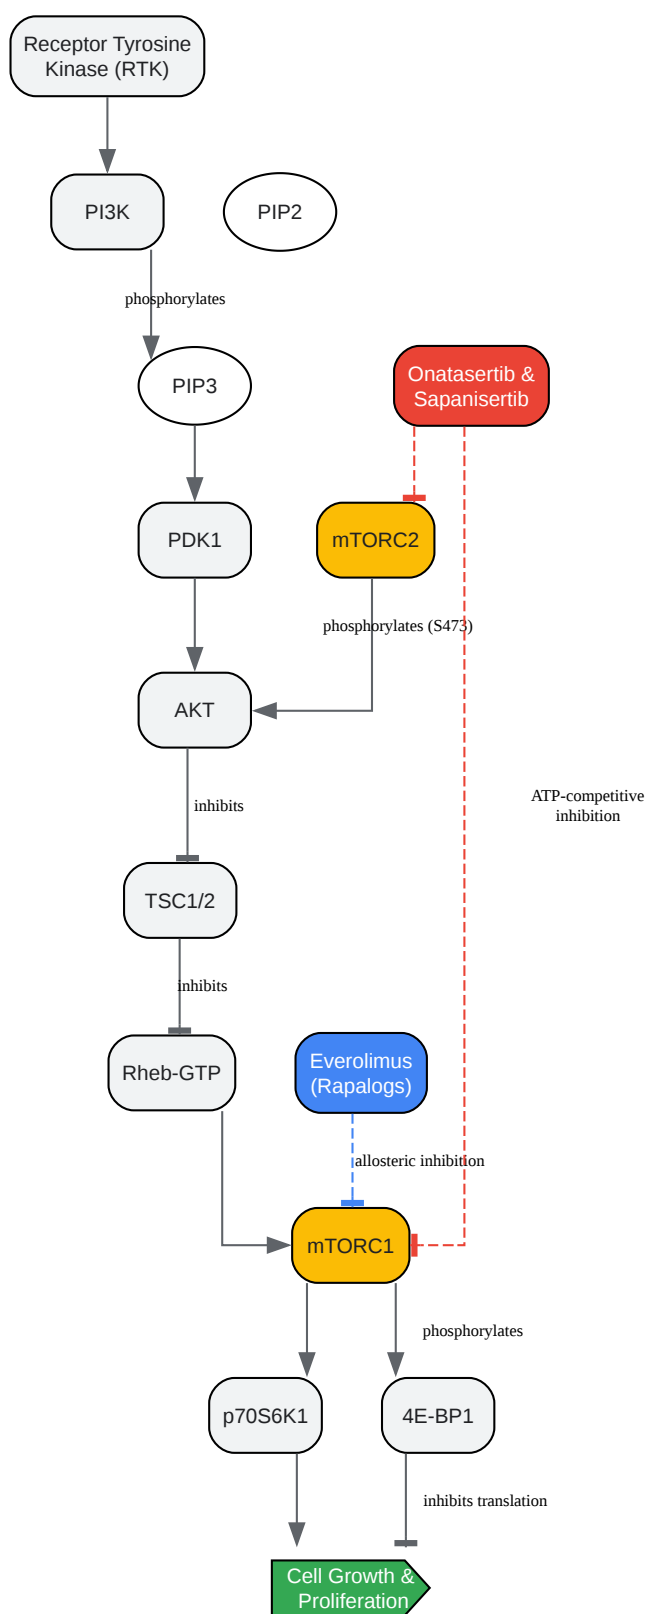 Receptor Tyrosine
Kinase (RTK)
PI3K
PIP2
phosphorylates
PIP3
Onatasertib &
Sapanisertib
PDK1
mTORC2
phosphorylates (S473)
AKT
ATP-competitive
inhibition
inhibits
TSC1/2
inhibits
Rheb-GTP
Everolimus
(Rapalogs)
allosteric inhibition
mTORC1
phosphorylates
p70S6K1
4E-BP1
inhibits translation
Cell Growth &
Proliferation